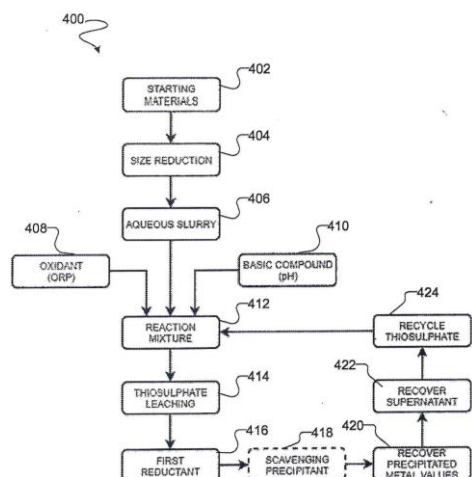 400
402
STARTING
MATERIALS
404
SIZE REDUCTION
406
AQUEOUS SLURRY
408
OXIDANT
(ORP)
410
BASIC COMPOUND
(pH)
412
REACTION
MIXTURE
424
RECYCLE
THIOSULPHATE
414
THIOSULPHATE
LEACHING
422
RECOVER
SUPERNATANT
416
FIRST
REDUCTANT
418
SCAVENGING
PRECIPITANT
420
RECOVER
PRECIPITATED
METAL VALUES